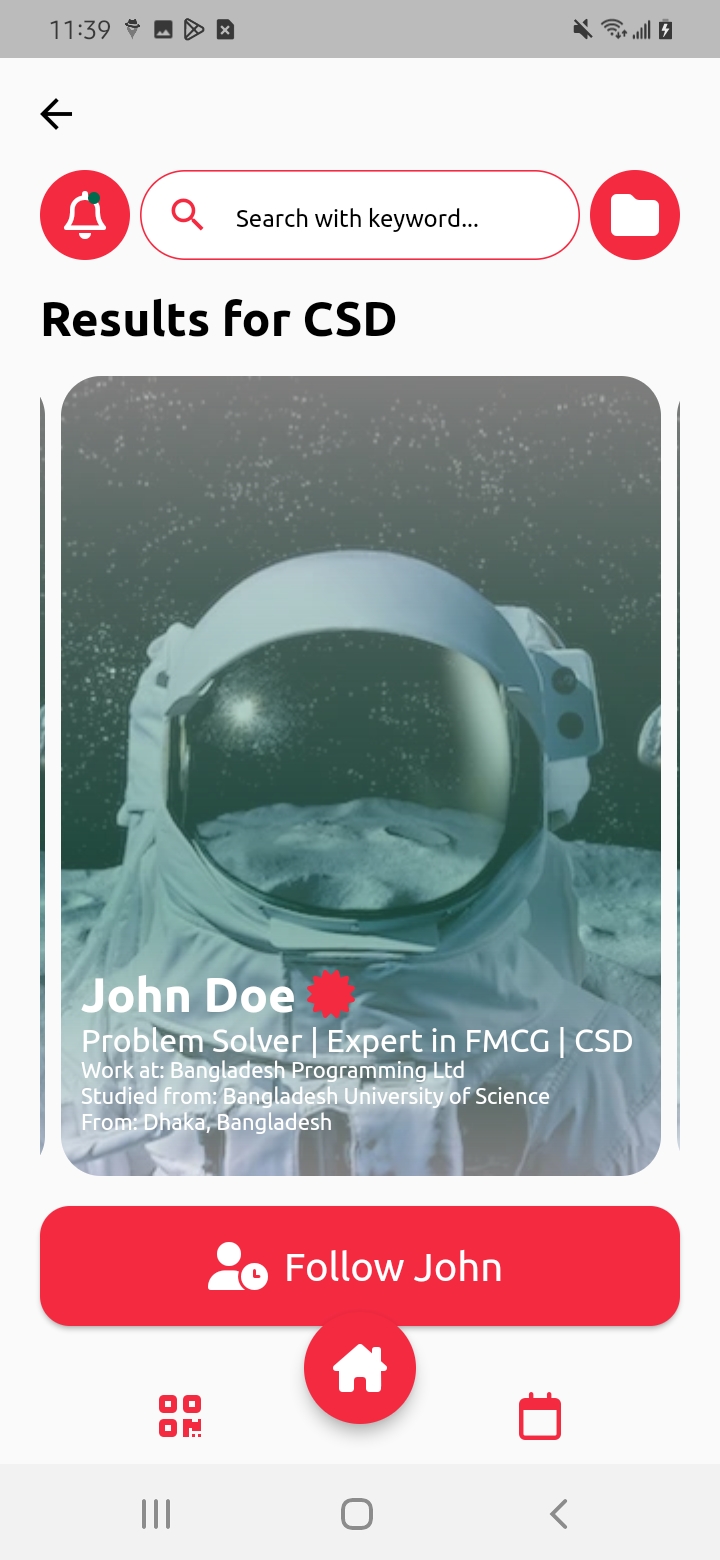 11:39
Search with keyword...
Results for CSD
John Doe
Problem Solver | Expert in FMCG | CSD
Work at: Bangladesh Programming Ltd
Studied from: Bangladesh University of Science
From: Dhaka, Bangladesh
Follow John